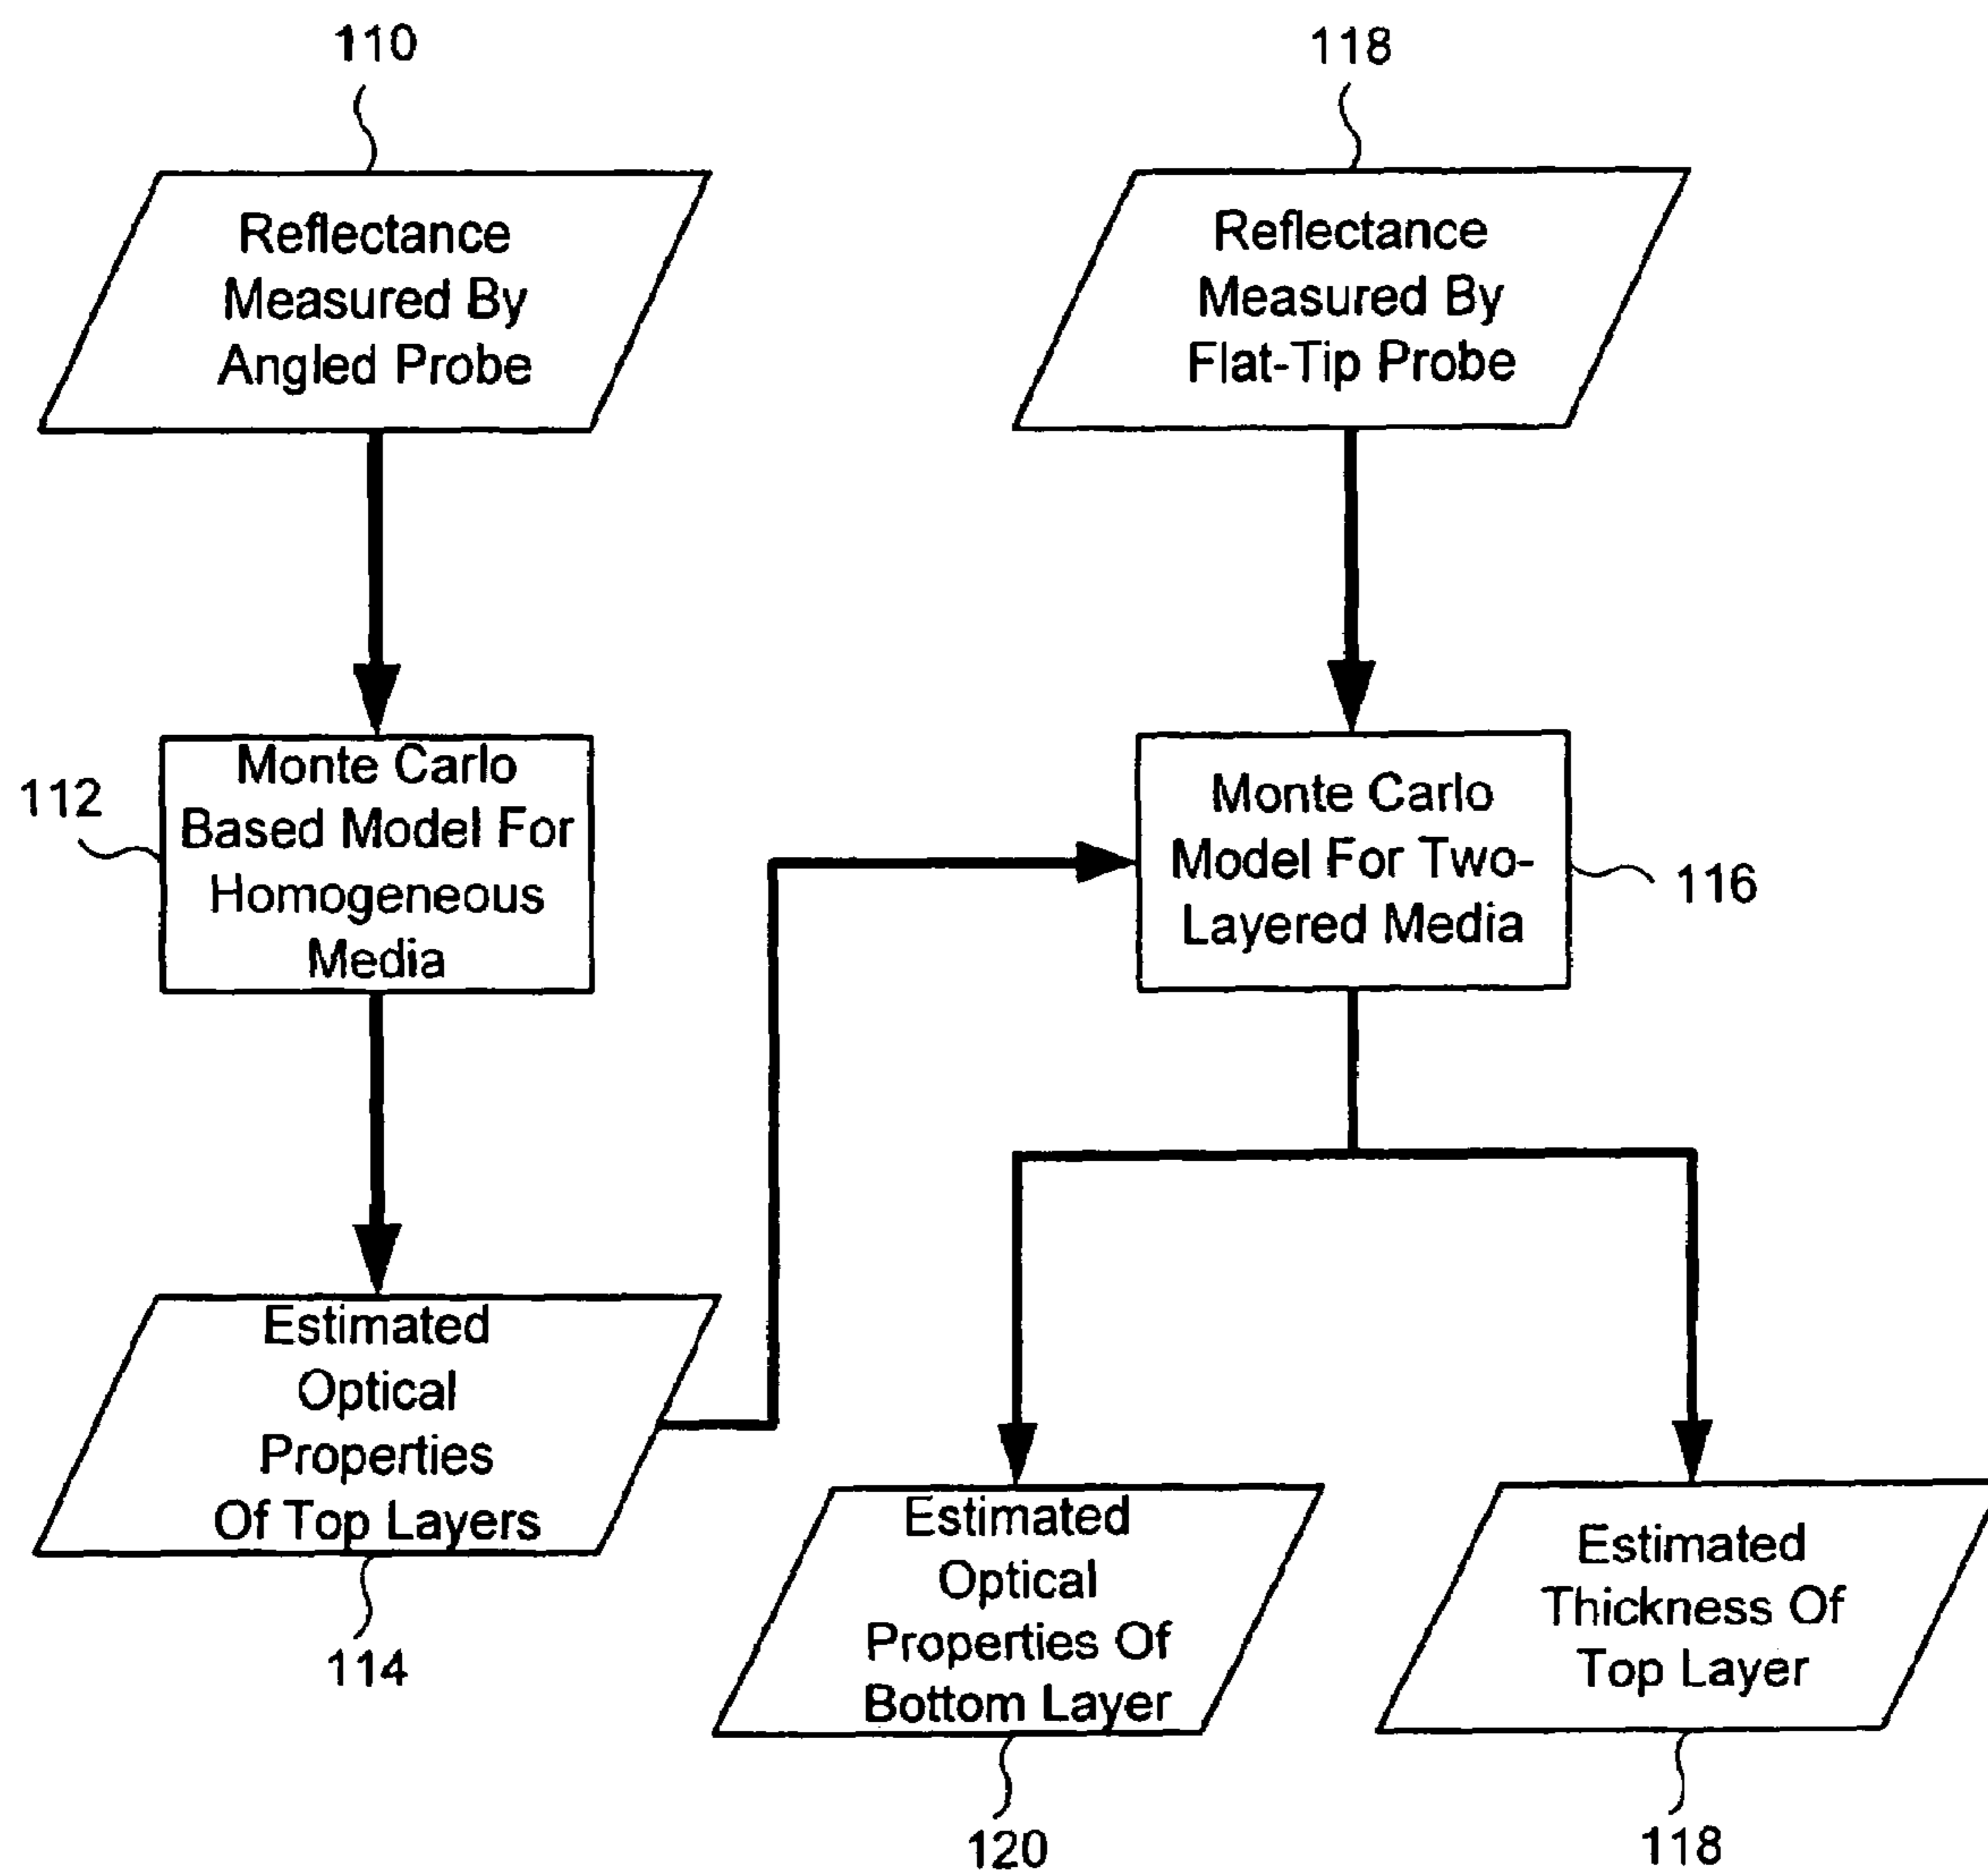 110
Reflectance
Measured By
Angled Probe
118
Reflectance
Measured By
Flat-Tip Probe
112
Monte Carlo
Based Model For
Homogeneous
Media
Monte Carlo
Model For Two-
Layered Media
116
Estimated
Optical
Properties
Of Top Layers
114
Estimated
Optical
Properties Of
Bottom Layer
120
Estimated
Thickness Of
Top Layer
118